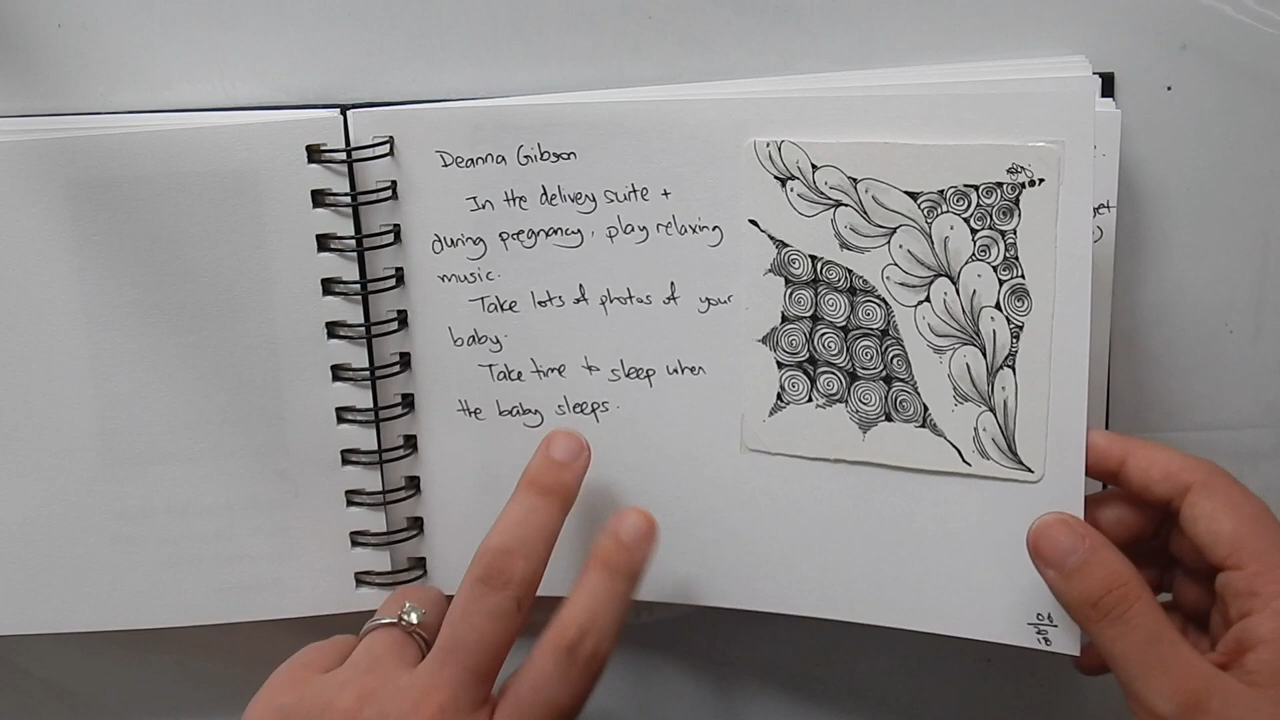 Deanna Gibson
In the delivery suite +
during pregnancy, play relaxing
music.
Take lots of photos of your
baby.
Take time to sleep when
the baby sleeps.
get